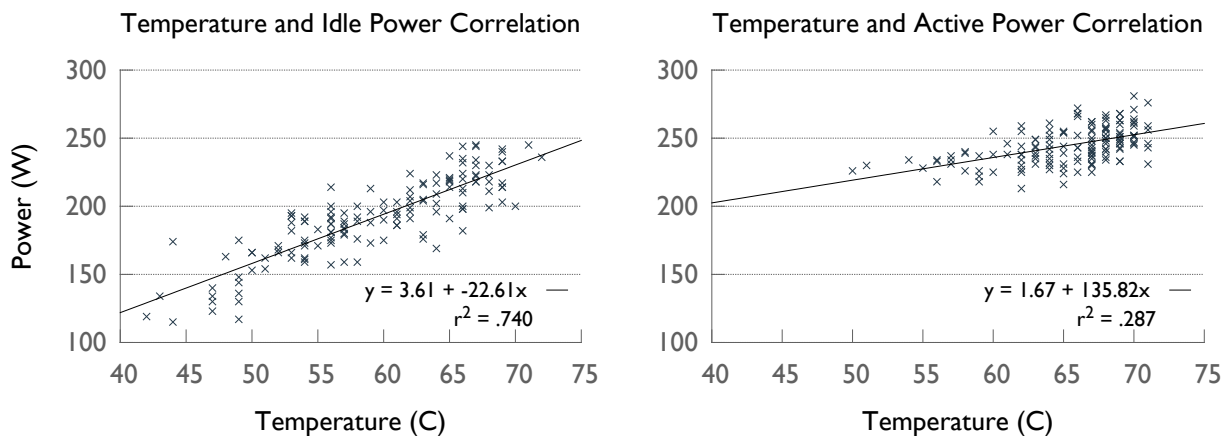 Temperature and Idle Power Correlation
300
250
200
150
100
40 45 50 55 60 65 70 75
Power (W)
Temperature (C)
y = 3.61 + -22.61x
r² = .740
Temperature and Active Power Correlation
300
250
200
150
100
40 45 50 55 60 65 70 75
Temperature (C)
y = 1.67 + 135.82x
r² = .287